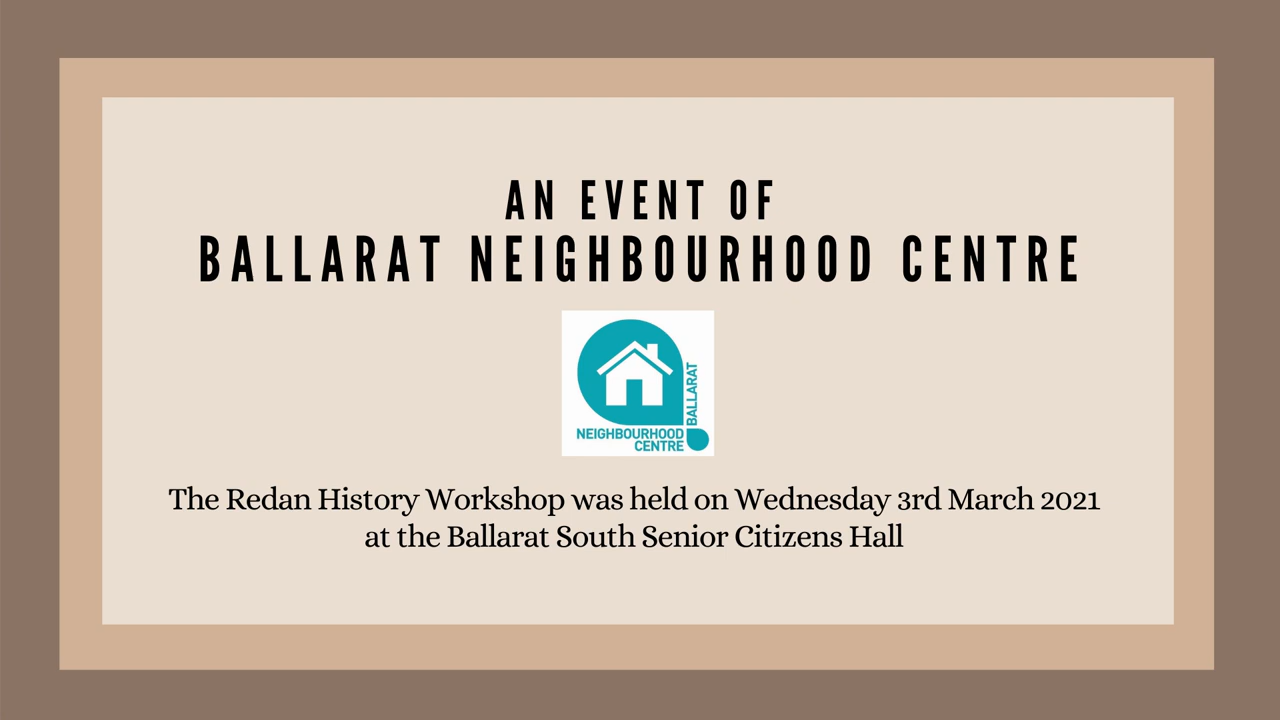 AN EVENT OF
BALLARAT NEIGHBOURHOOD CENTRE
BALLARAT
NEIGHBOURHOOD
CENTRE
The Redan History Workshop was held on Wednesday 3rd March 2021
at the Ballarat South Senior Citizens Hall